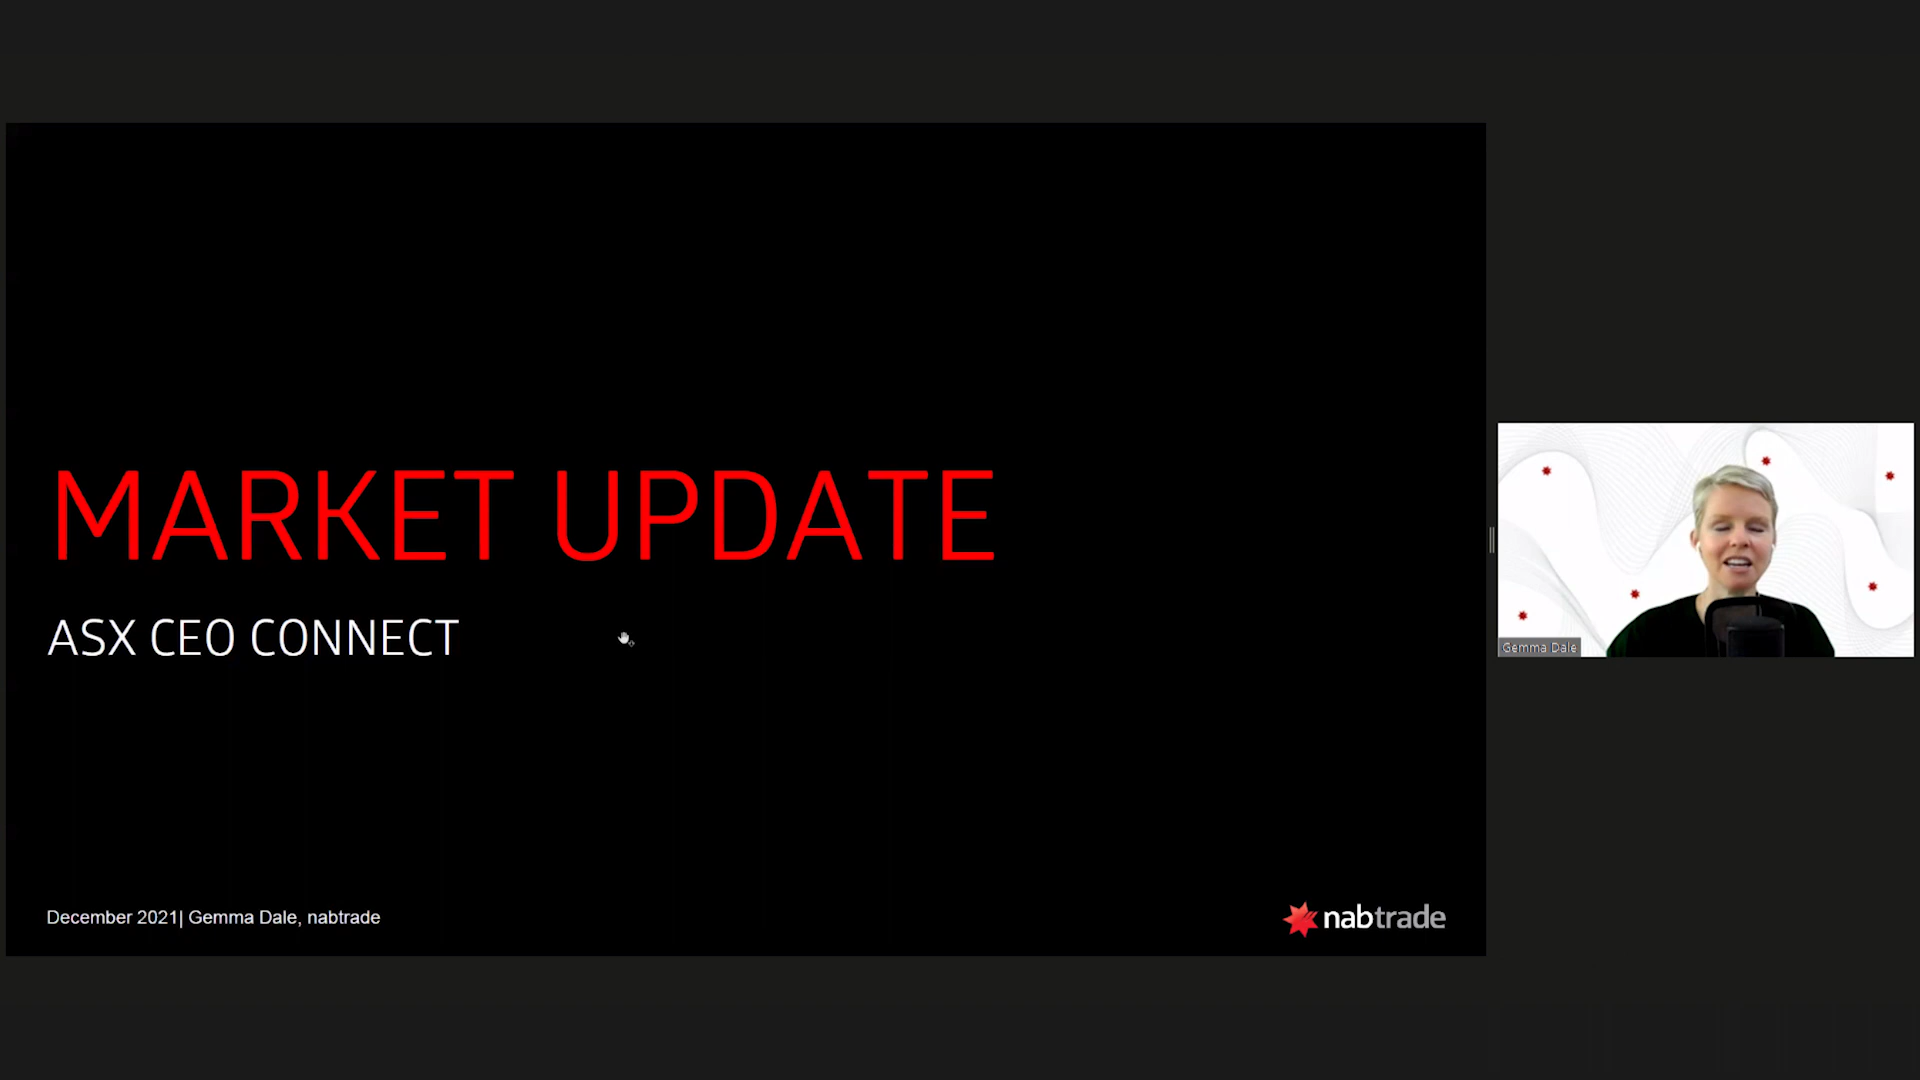 MARKET UPDATE
ASX CEO CONNECT
December 2021| Gemma Dale, nabtrade
nabtrade
Gemma Dale